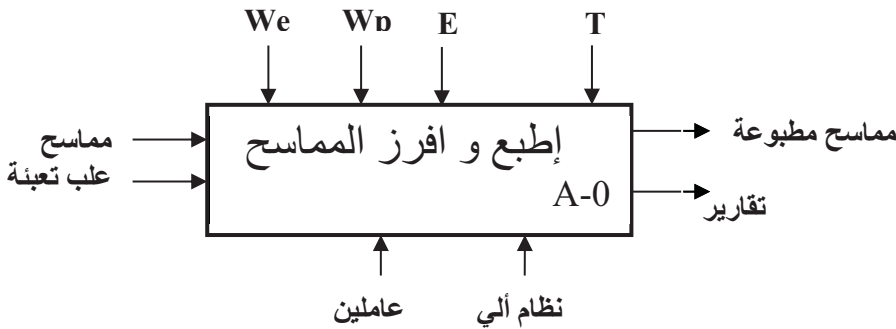 We Wp E T
مماسح
علب تعبئة
إطبع و افرز المماسح
A-0
مماسح مطبوعة
تقارير
عاملين
نظام ألي